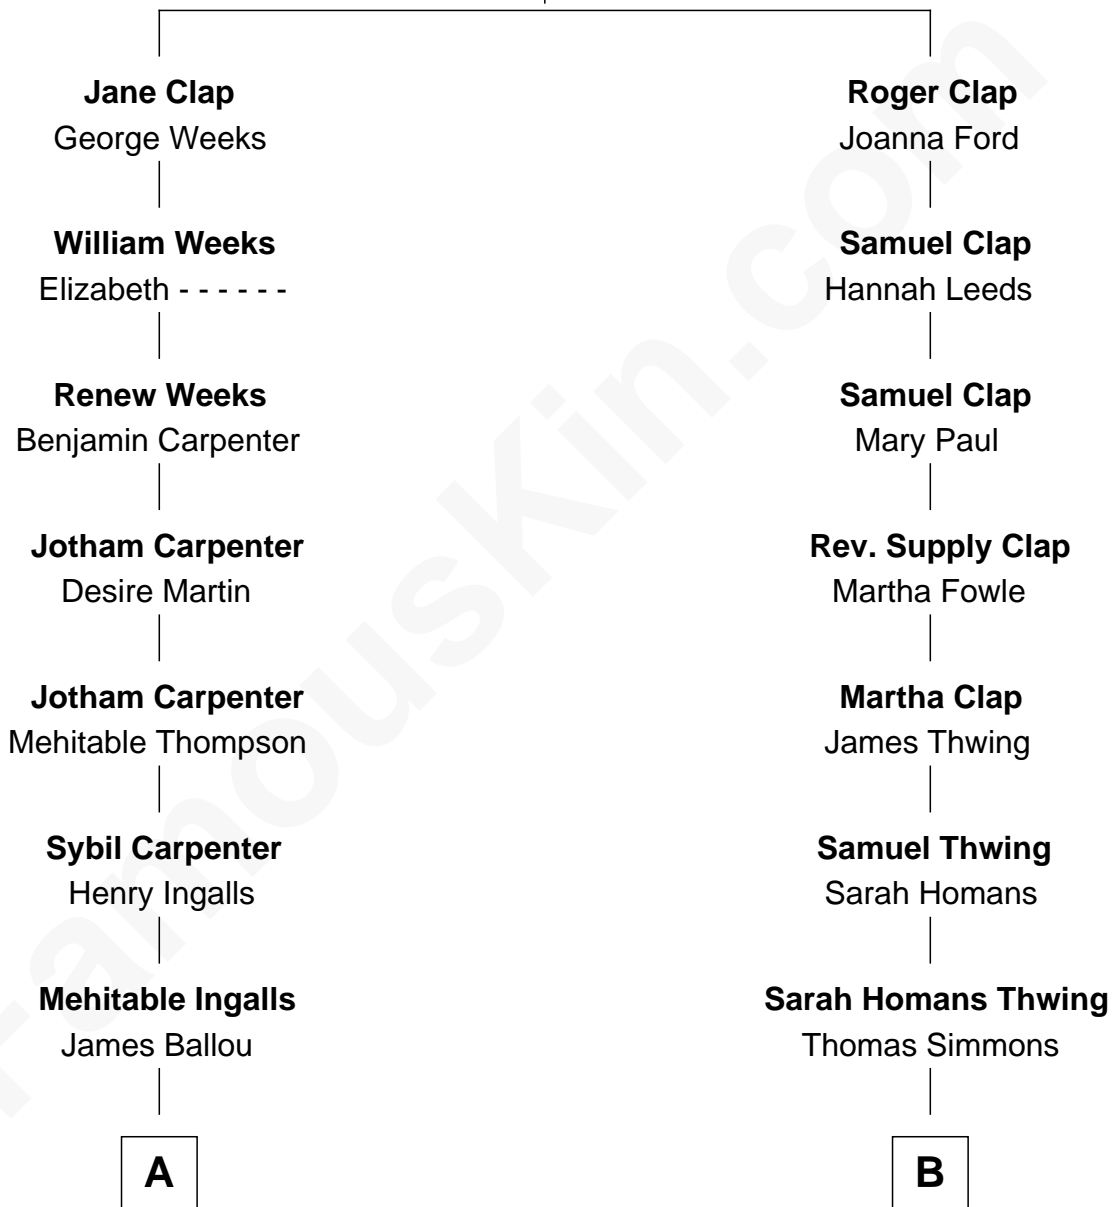 Jane Clap
George Weeks
Roger Clap
Joanna Ford
William Weeks
Elizabeth - - - - - -
Samuel Clap
Hannah Leeds
Renew Weeks
Benjamin Carpenter
Samuel Clap
Mary Paul
Jotham Carpenter
Desire Martin
Rev. Supply Clap
Martha Fowle
Jotham Carpenter
Mehitable Thompson
Martha Clap
James Thwing
Sybil Carpenter
Henry Ingalls
Samuel Thwing
Sarah Homans
Mehitable Ingalls
James Ballou
Sarah Homans Thwing
Thomas Simmons
A
B
FamousKin.com